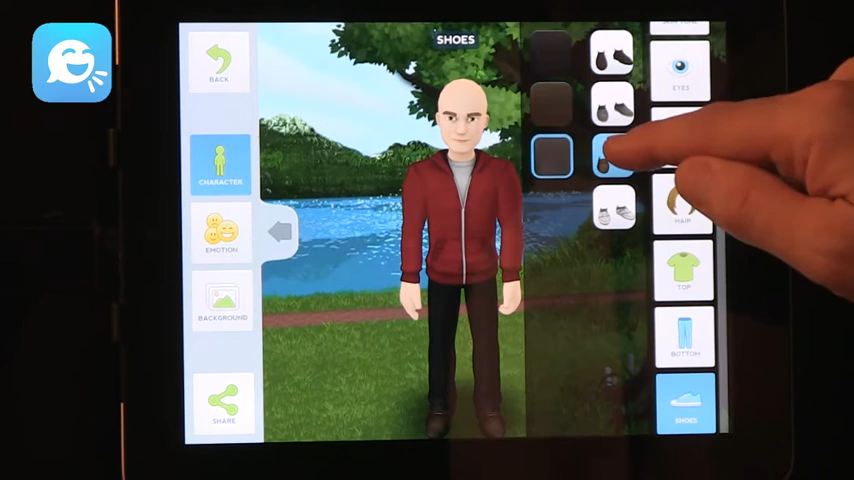 SHOES
BACK
CHARACTER
EMOTION
BACKGROUND
SHARE
EYES
HAIR
TOP
BOTTOM
SHOES